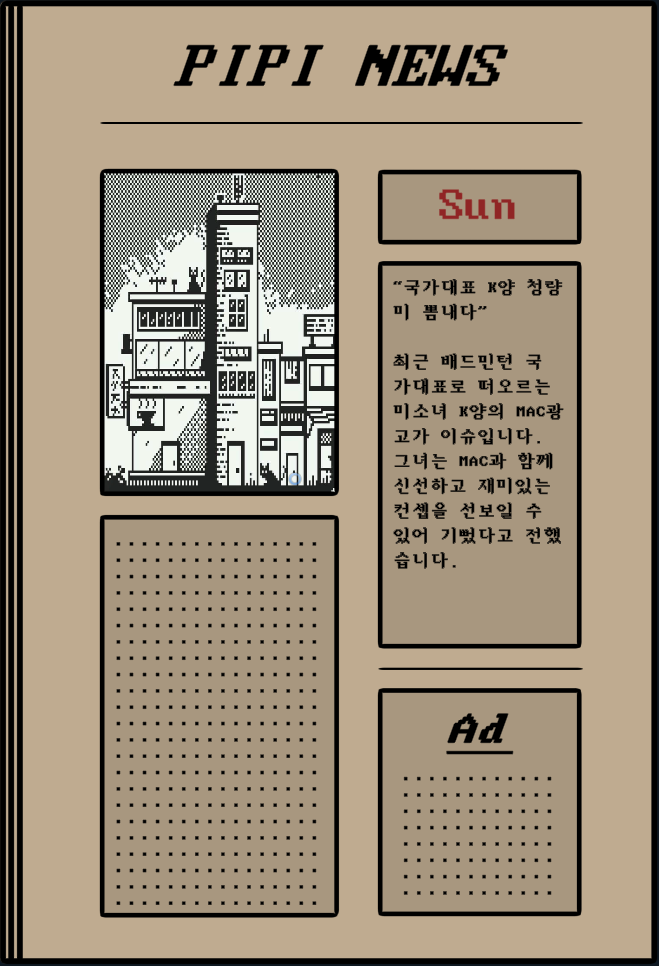 PIPI NEWS
Sun
“국가대표 K양 청량
미 뽐내다”
최근 배드민턴 국
가대표로 떠오르는
미소녀 K양의 MAC광
고가 이슈입니다.
그녀는 MAC과 함께
신선하고 재미있는
컨셉을 선보일 수
있어 기뻤다고 전했
습니다.
Ad